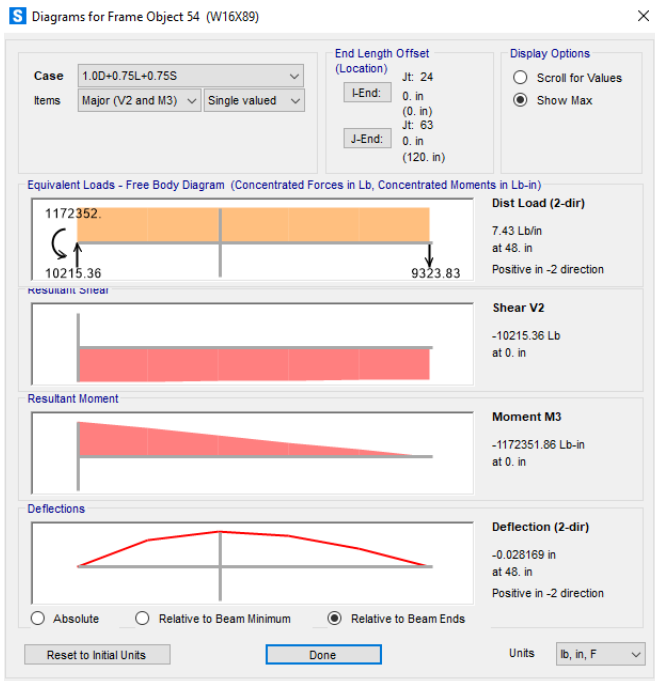 S Diagrams for Frame Object 54 (W16X89)
Case
1.0D+0.75L+0.75S
Items
Major (V2 and M3)
Single valued
End Length Offset
(Location)
I-End:
Jt: 24
0. in
(0. in)
J-End:
Jt: 63
0. in
(120. in)
Display Options
Scroll for Values
Show Max
Equivalent Loads - Free Body Diagram (Concentrated Forces in Lb, Concentrated Moments in Lb-in)
1172352.
10215.36
9323.83
Dist Load (2-dir)
7.43 Lb/in
at 48. in
Positive in -2 direction
Resultant Shear
Shear V2
-10215.36 Lb
at 0. in
Resultant Moment
Moment M3
-1172351.86 Lb-in
at 0. in
Deflections
Deflection (2-dir)
-0.028169 in
at 48. in
Positive in -2 direction
Absolute
Relative to Beam Minimum
Relative to Beam Ends
Reset to Initial Units
Done
Units
lb, in, F